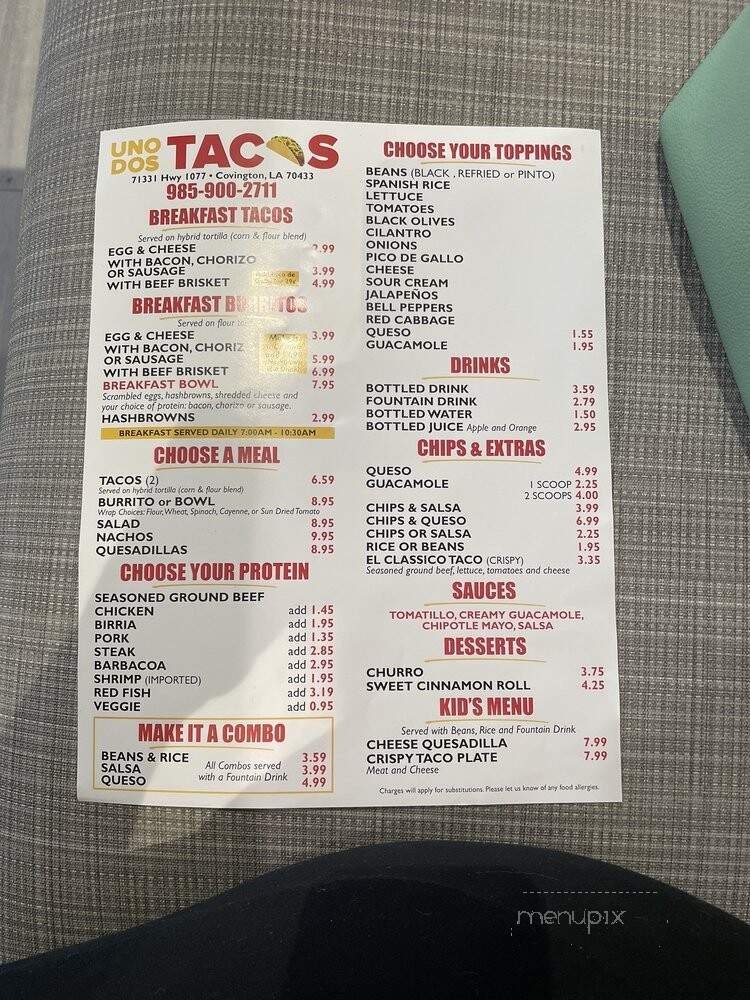 UNO DOS TACOS
71331 Hwy 1077 • Covington, LA 70433
985-900-2711
BREAKFAST TACOS
Served on hybrid tortilla (corn & flour blend)
EGG & CHEESE 2.99
WITH BACON, CHORIZO
OR SAUSAGE 3.99
WITH BEEF BRISKET 4.99
BREAKFAST BURRITOS
Served on flour
EGG & CHEESE 3.99
WITH BACON, CHORIZ
OR SAUSAGE 5.99
WITH BEEF BRISKET 6.99
BREAKFAST BOWL 7.95
Scrambled eggs, hashbrowns, shredded cheese and
your choice of protein: bacon, chorizo or sausage.
HASHBROWNS 2.99
BREAKFAST SERVED DAILY 7:00AM - 10:30AM
CHOOSE A MEAL
TACOS (2) 6.59
Served on hybrid tortilla (corn & flour blend)
BURRITO or BOWL 8.95
Wrap Choices: Flour, Wheat, Spinach, Cayenne, or Sun Dried Tomato
SALAD 8.95
NACHOS 9.95
QUESADILLAS 8.95
CHOOSE YOUR PROTEIN
SEASONED GROUND BEEF
CHICKEN add 1.45
BIRRIA add 1.95
PORK add 1.35
STEAK add 2.85
BARBACOA add 2.95
SHRIMP (IMPORTED) add 1.95
RED FISH add 3.19
VEGGIE add 0.95
MAKE IT A COMBO
BEANS & RICE 3.59
SALSA 3.99
QUESO 4.99
All Combos served
with a Fountain Drink
CHOOSE YOUR TOPPINGS
BEANS (BLACK , REFRIED or PINTO)
SPANISH RICE
LETTUCE
TOMATOES
BLACK OLIVES
CILANTRO
ONIONS
PICO DE GALLO
CHEESE
SOUR CREAM
JALAPEÑOS
BELL PEPPERS
RED CABBAGE
QUESO 1.55
GUACAMOLE 1.95
DRINKS
BOTTLED DRINK 3.59
FOUNTAIN DRINK 2.79
BOTTLED WATER 1.50
BOTTLED JUICE Apple and Orange 2.95
CHIPS & EXTRAS
QUESO 4.99
GUACAMOLE 1 SCOOP 2.25
2 SCOOPS 4.00
CHIPS & SALSA 3.99
CHIPS & QUESO 6.99
CHIPS OR SALSA 2.25
RICE OR BEANS 1.95
EL CLASSICO TACO (CRISPY) 3.35
Seasoned ground beef, lettuce, tomatoes and cheese
SAUCES
TOMATILLO, CREAMY GUACAMOLE,
CHIPOTLE MAYO, SALSA
DESSERTS
CHURRO 3.75
SWEET CINNAMON ROLL 4.25
KID'S MENU
Served with Beans, Rice and Fountain Drink
CHEESE QUESADILLA 7.99
CRISPY TACO PLATE 7.99
Meat and Cheese
Charges will apply for substitutions. Please let us know of any food allergies.
menupix